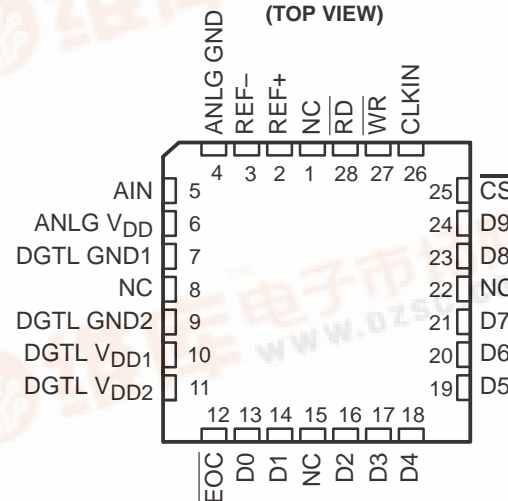 (TOP VIEW)
ANLG GND
REF–
REF+
NC
RD
WR
CLKIN
4 3 2 1 28 27 26
AIN 5
ANLG VDD 6
DGTL GND1 7
NC 8
DGTL GND2 9
DGTL VDD1 10
DGTL VDD2 11
25 CS
24 D9
23 D8
22 NC
21 D7
20 D6
19 D5
12 13 14 15 16 17 18
EOC
D0
D1
NC
D2
D3
D4